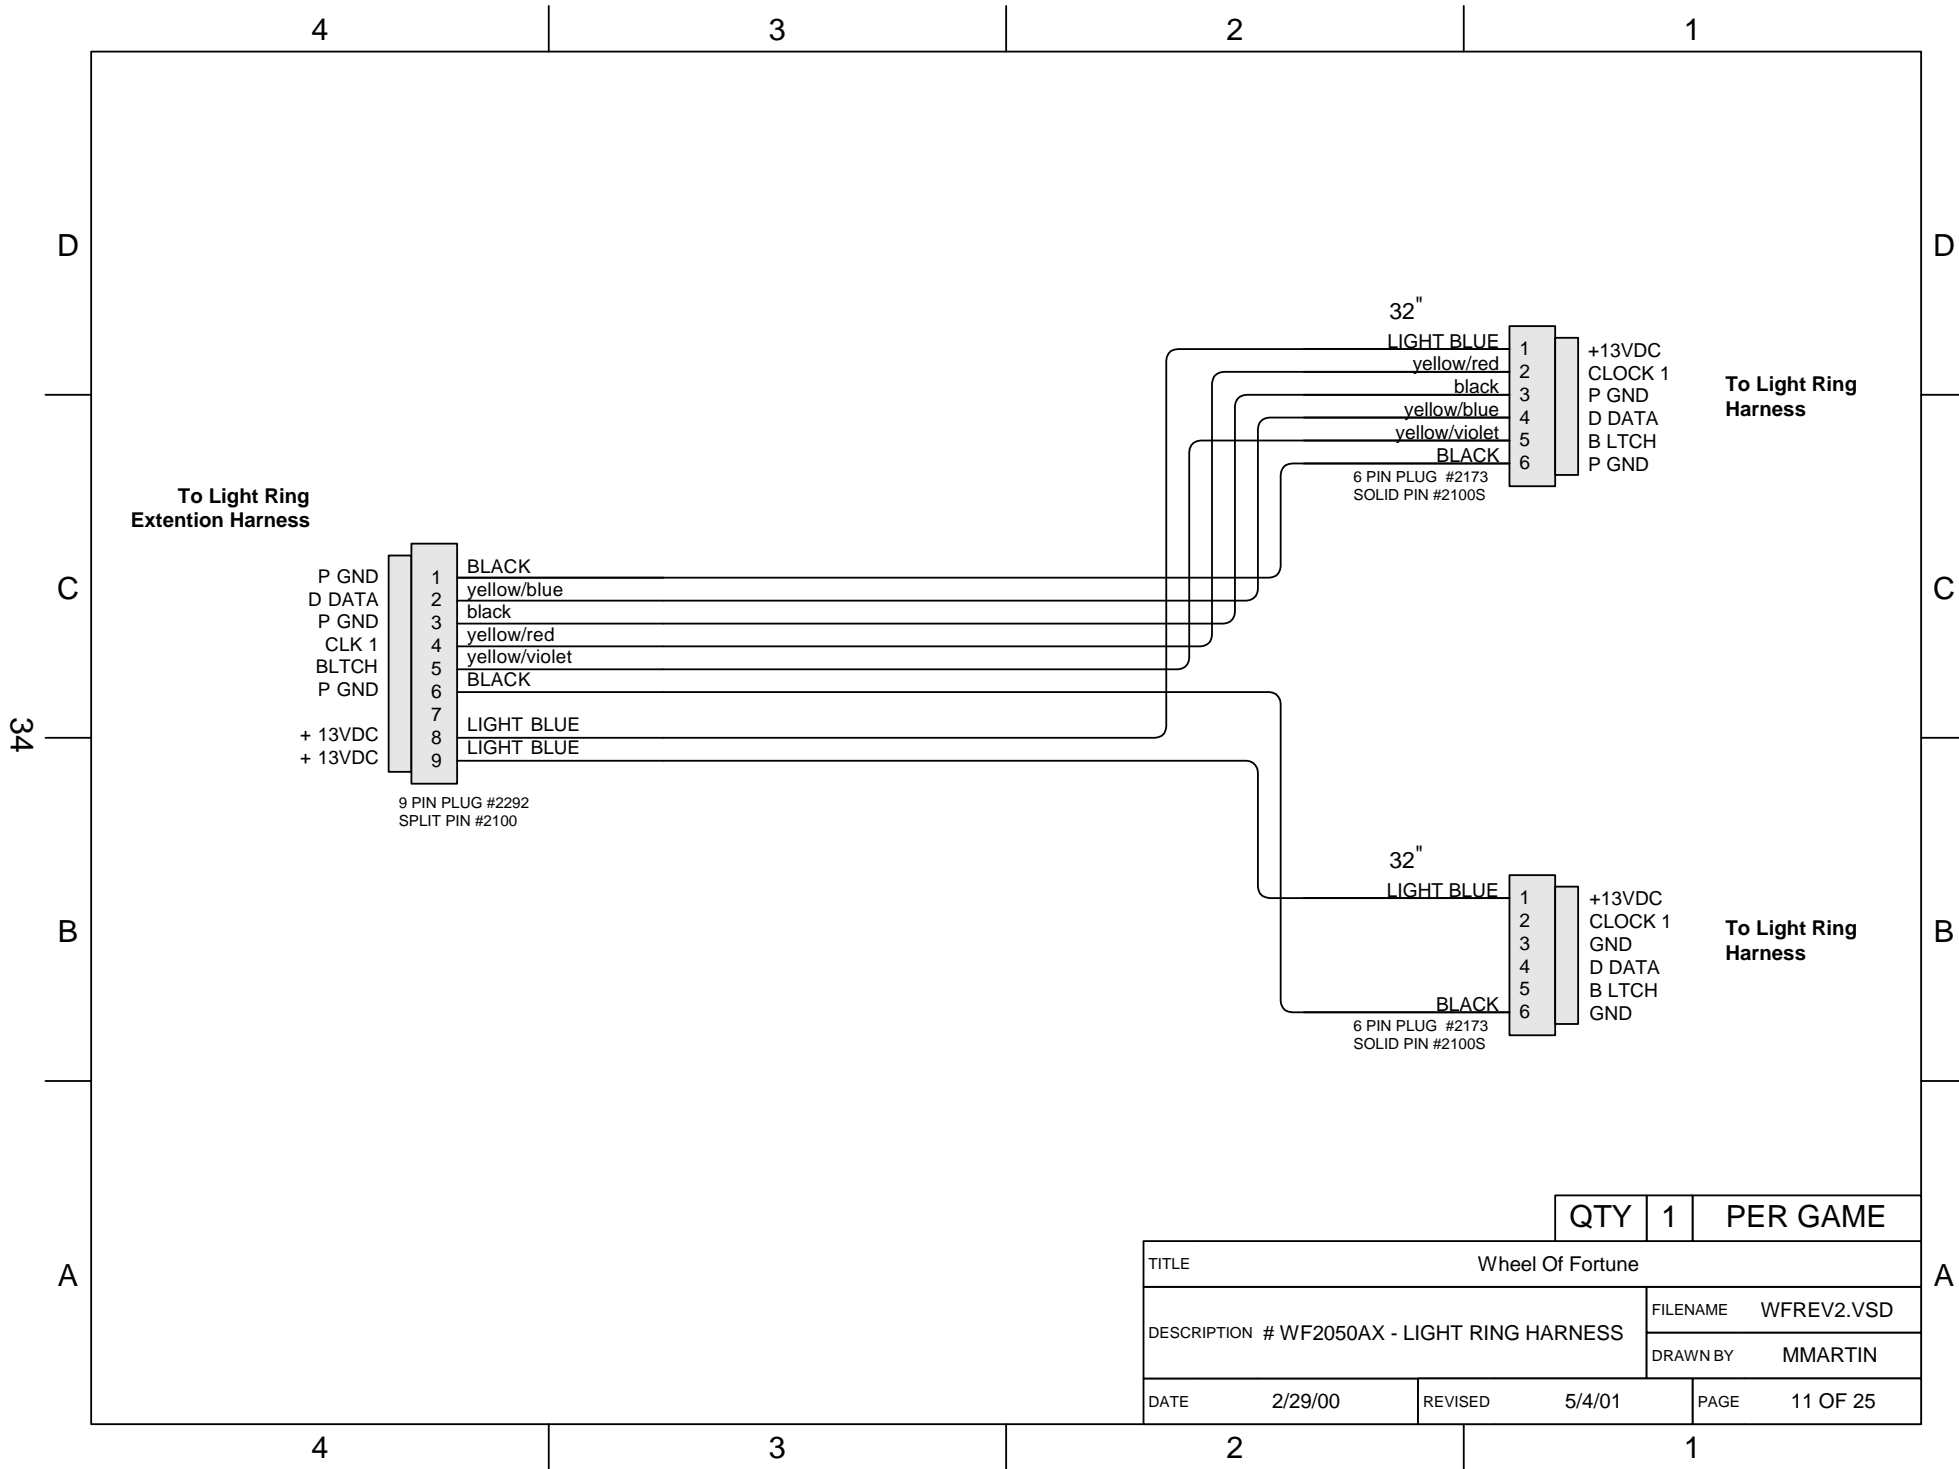 4 3 2 1
D D
32"
LIGHT BLUE 1 +13VDC
yellow/red 2 CLOCK 1
black 3 P GND
yellow/blue 4 D DATA
yellow/violet 5 B LTCH
BLACK 6 P GND
6 PIN PLUG #2173
SOLID PIN #2100S
To Light Ring
Harness
To Light Ring
Extention Harness
C C
P GND 1 BLACK
D DATA 2 yellow/blue
P GND 3 black
CLK 1 4 yellow/red
BLTCH 5 yellow/violet
P GND 6 BLACK
7
+ 13VDC 8 LIGHT BLUE
+ 13VDC 9 LIGHT BLUE
9 PIN PLUG #2292
SPLIT PIN #2100
34
32"
LIGHT BLUE 1 +13VDC
2 CLOCK 1
3 GND
4 D DATA
5 B LTCH
BLACK 6 GND
6 PIN PLUG #2173
SOLID PIN #2100S
To Light Ring
Harness
B B
QTY 1 PER GAME
A A
TITLE Wheel Of Fortune
DESCRIPTION # WF2050AX - LIGHT RING HARNESS
FILENAME WFREV2.VSD
DRAWN BY MMARTIN
DATE 2/29/00 REVISED 5/4/01 PAGE 11 OF 25
4 3 2 1